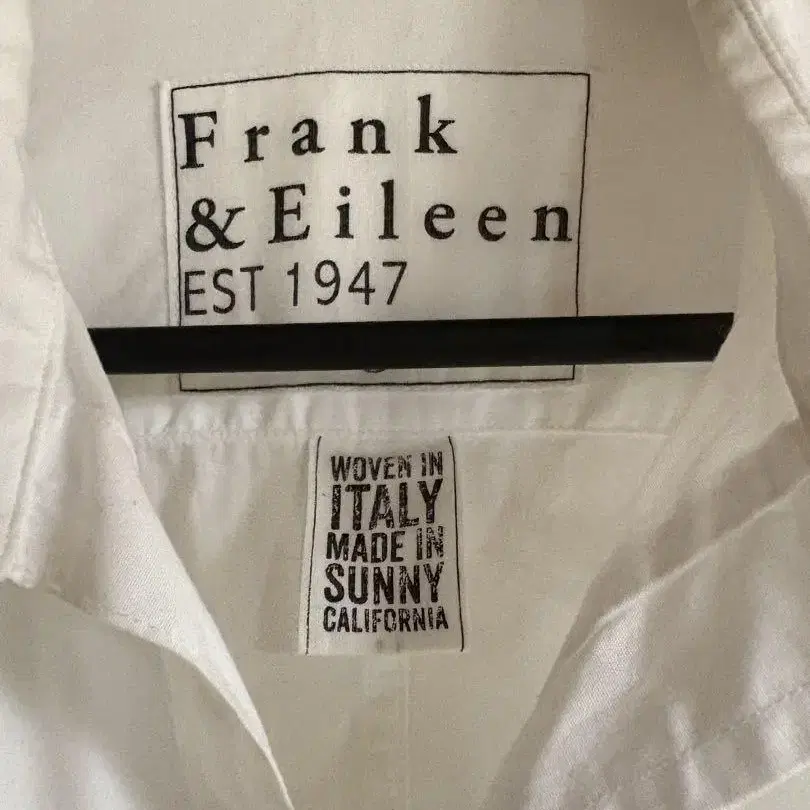 Frank
& Eileen
EST 1947
WOVEN IN
ITALY
MADE IN
SUNNY
CALIFORNIA